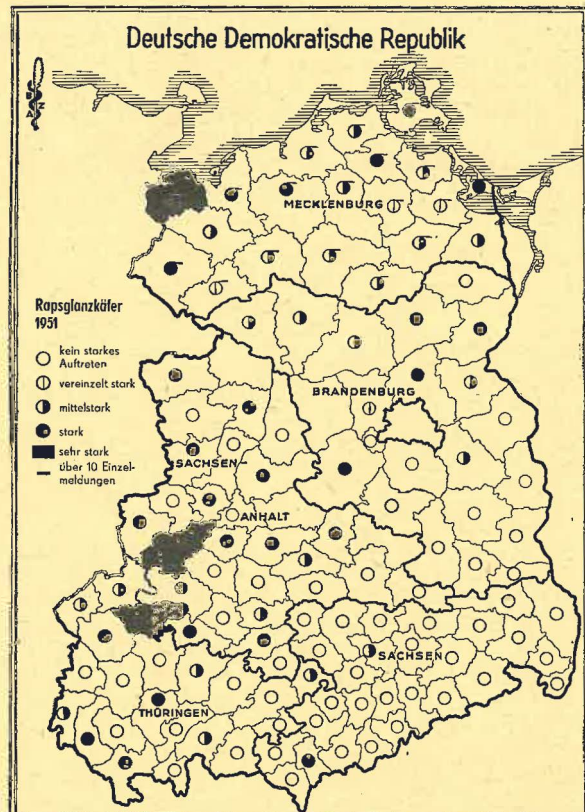 Deutsche Demokratische Republik
MECKLENBURG
Rapsglanzkäfer
1951
kein starkes
Auftreten
vereinzelt stark
mittelstark
stark
sehr stark
über 10 Einzel-
meldungen
BRANDENBURG
SACHSEN-
ANHALT
SACHSEN
THÜRINGEN